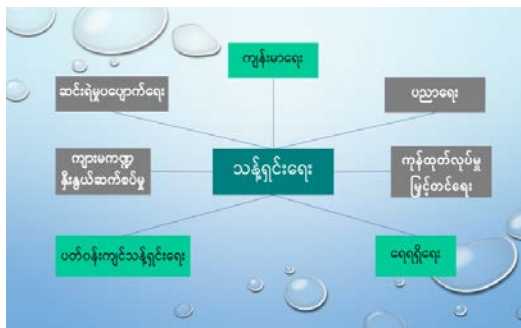 ကျန်းမာရေး
ဆင်းရဲမှုပပျောက်ရေး
ပညာရေး
ကျားမကဏ္ဍ
နှီးနွယ်ဆက်စပ်မှု
သန့်ရှင်းရေး
ကုန်ထုတ်လုပ်မှု
မြှင့်တင်ရေး
ပတ်ဝန်းကျင်သန့်ရှင်းရေး
ရေရရှိရေး